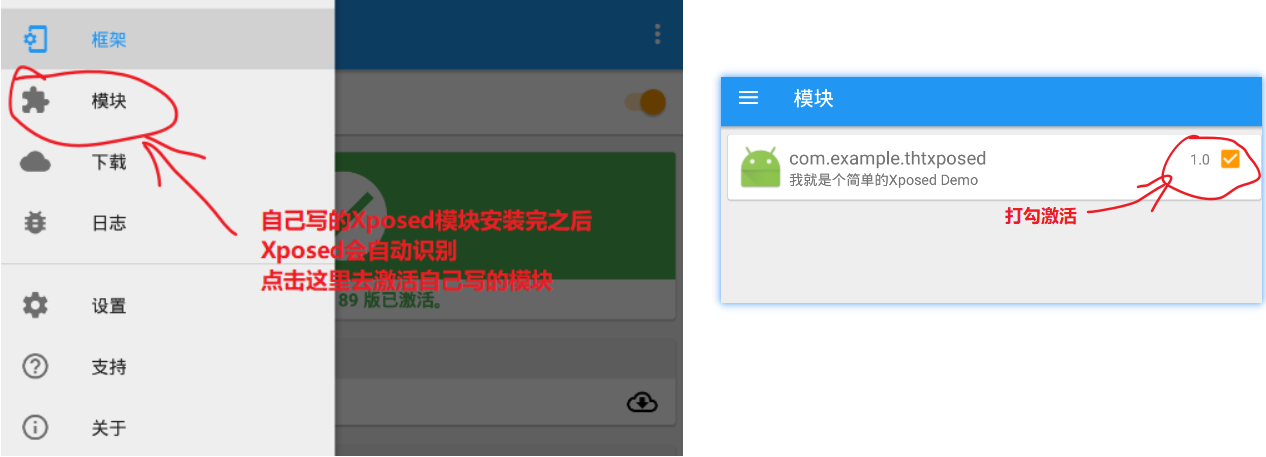 框架
模块
下载
日志
设置
支持
关于
自己写的Xposed模块安装完之后
Xposed会自动识别
点击这里去激活自己写的模块
89 版已激活。
模块
com.example.thtxposed
1.0
我就是个简单的Xposed Demo
打勾激活